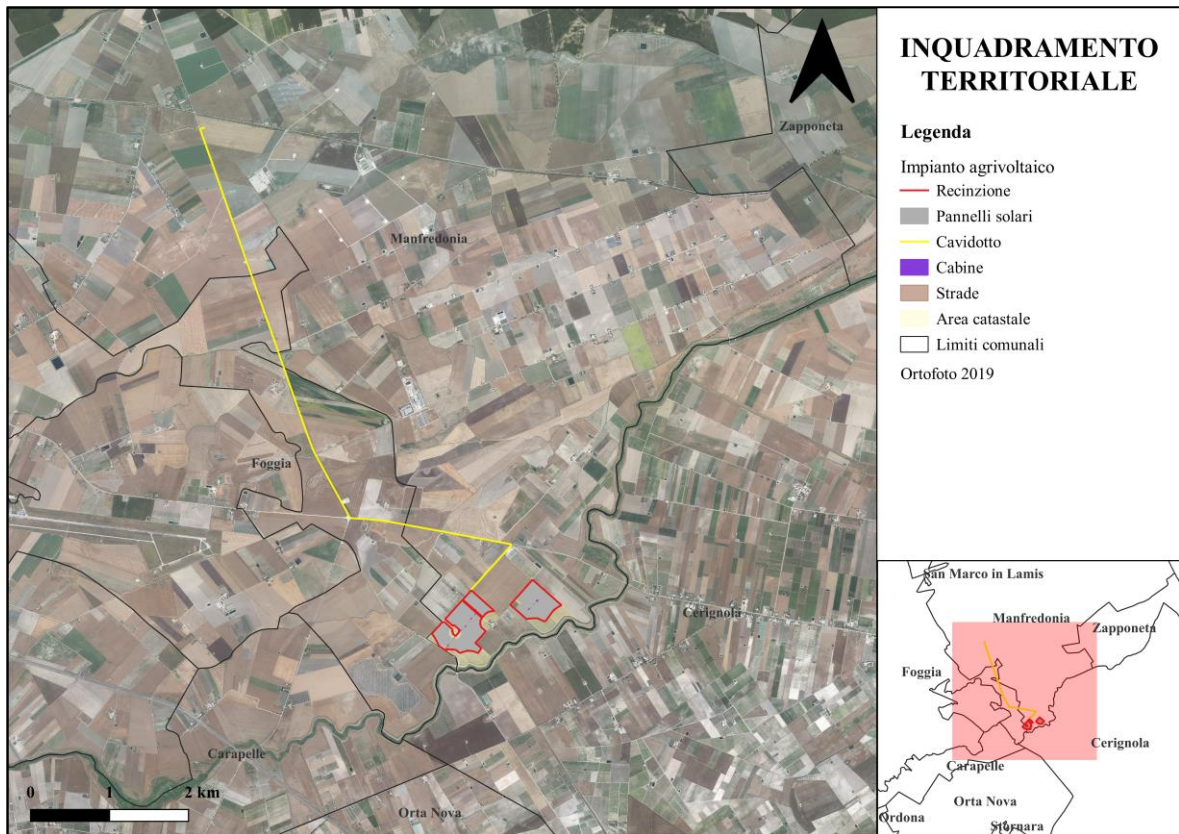 INQUADRAMENTO
TERRITORIALE
Legenda
Impianto agrivoltaico
Recinzione
Pannelli solari
Cavidotto
Cabine
Strade
Area catastale
Limiti comunali
Ortofoto 2019
Zapponeta
Manfredonia
Foggia
Cerignola
Carapelle
Orta Nova
0 1 2 km
San Marco in Lamis
Manfredonia
Zapponeta
Foggia
Cerignola
Carapelle
Orta Nova
Ordona
Stornara